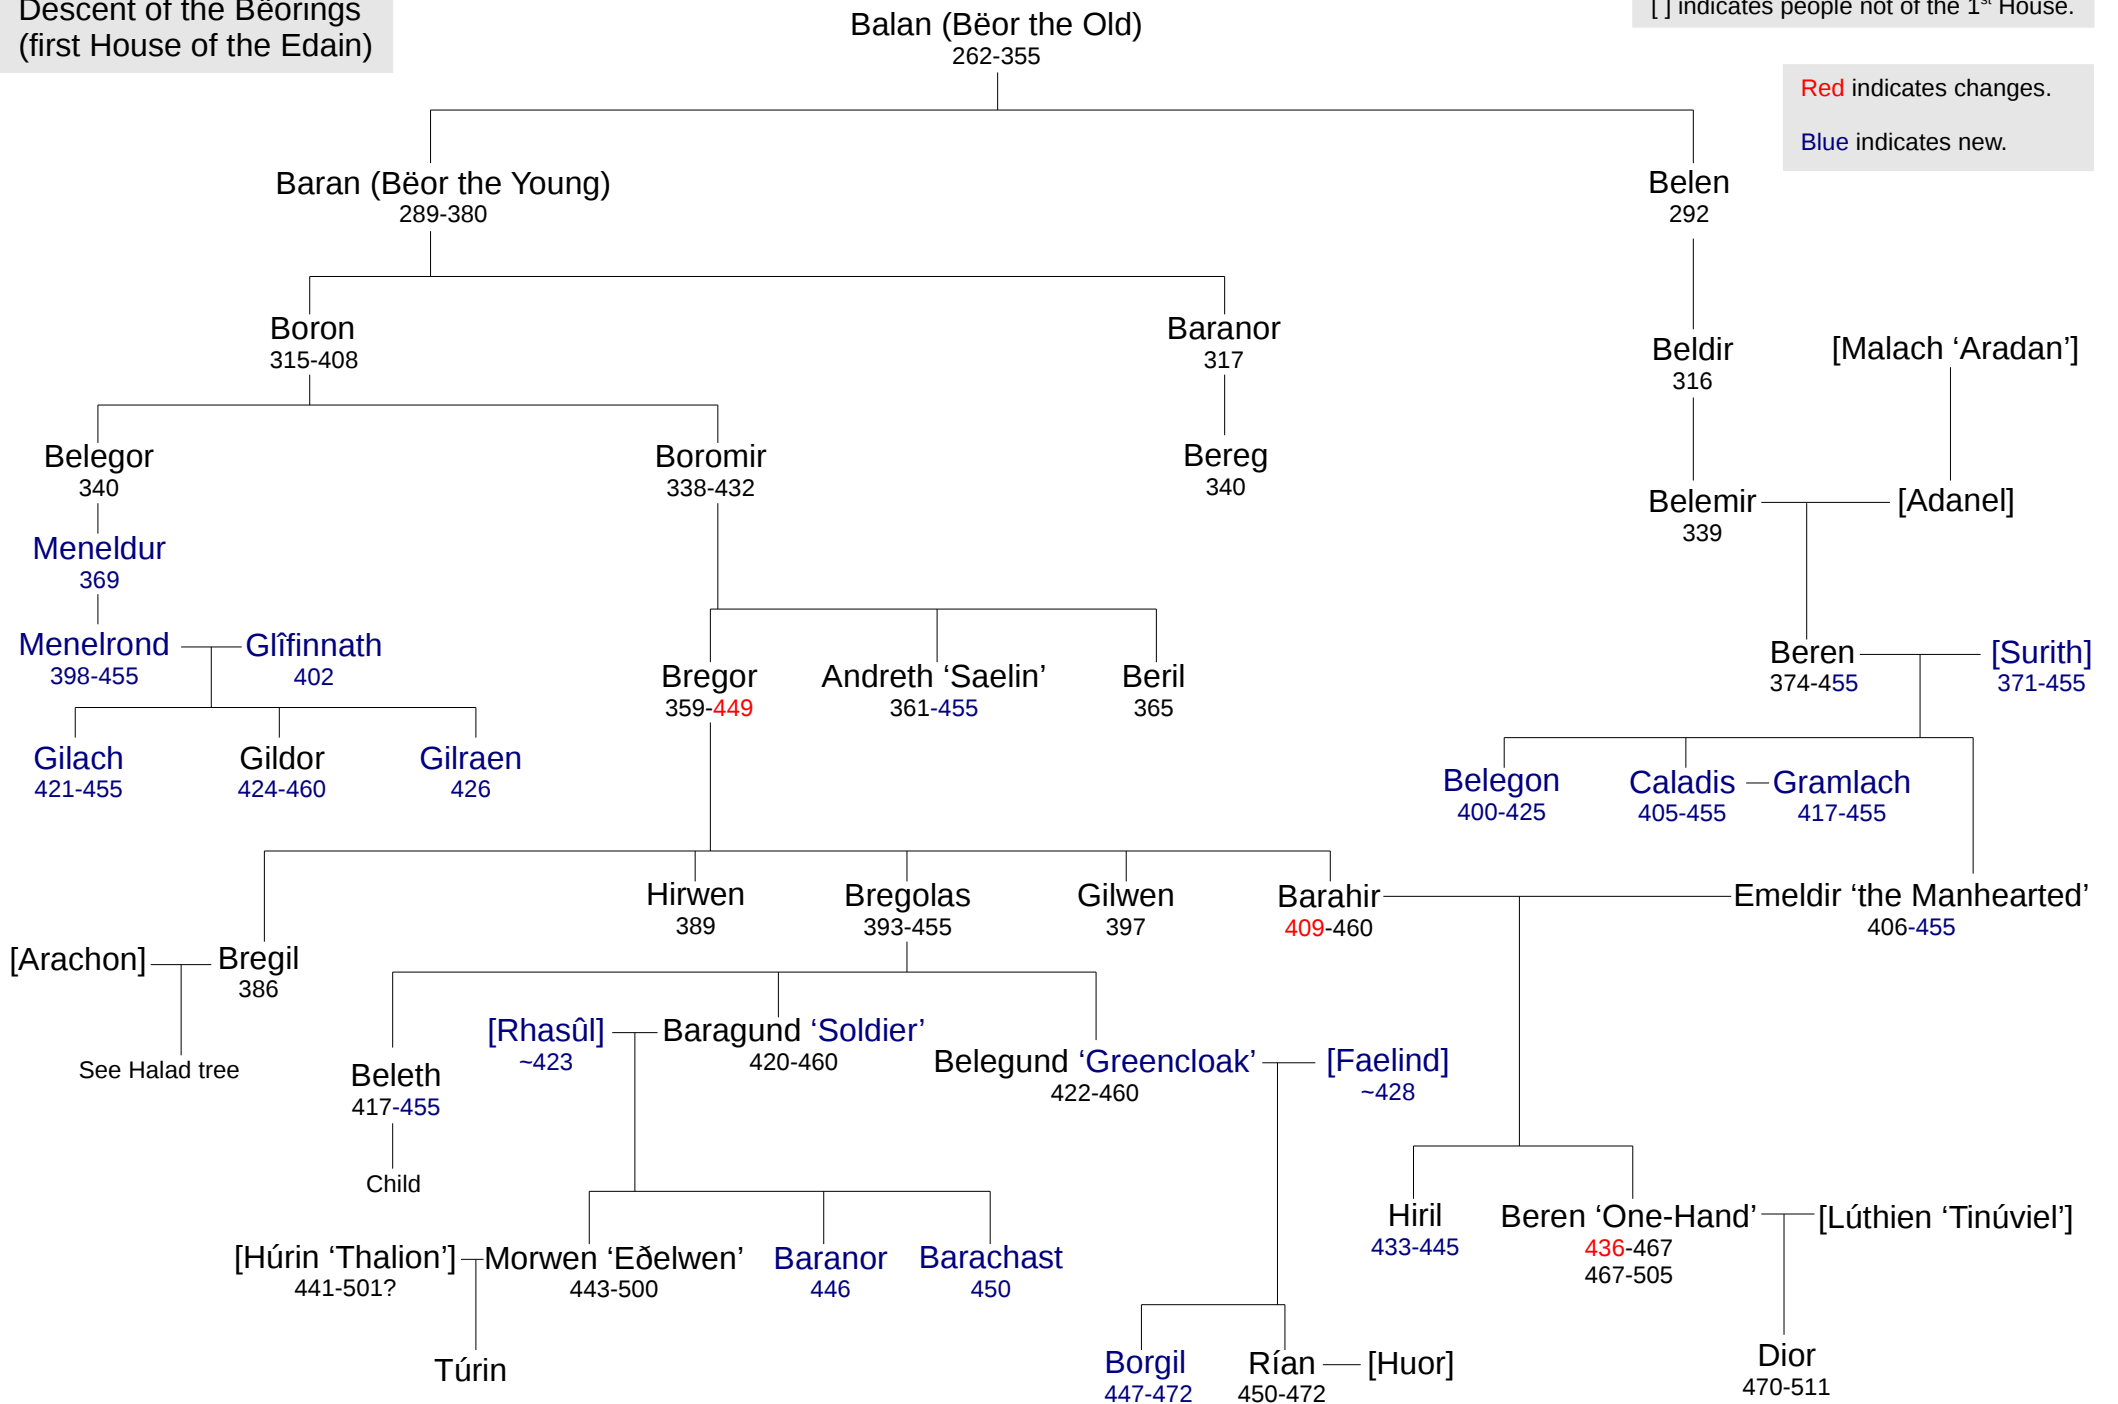 Descent of the Bëorings
(first House of the Edain)
[ ] indicates people not of the 1st House.
Red indicates changes.
Blue indicates new.
Balan (Bëor the Old)
262-355
Baran (Bëor the Young)
289-380
Belen
292
Boron
315-408
Baranor
317
Beldir
316
[Malach ‘Aradan’]
Belegor
340
Boromir
338-432
Bereg
340
Belemir
339
[Adanel]
Meneldur
369
Menelrond
398-455
Glîfinnath
402
Bregor
359-449
Andreth ‘Saelin’
361-455
Beril
365
Beren
374-455
[Surith]
371-455
Gilach
421-455
Gildor
424-460
Gilraen
426
Belegon
400-425
Caladis
405-455
Gramlach
417-455
Hirwen
389
Bregolas
393-455
Gilwen
397
Barahir
409-460
Emeldir ‘the Manhearted’
406-455
[Arachon]
Bregil
386
See Halad tree
[Rhasûl]
~423
Baragund ‘Soldier’
420-460
Belegund ‘Greencloak’
422-460
[Faelind]
~428
Beleth
417-455
Child
Hiril
433-445
Beren ‘One-Hand’
436-467
467-505
[Lúthien ‘Tinúviel’]
[Húrin ‘Thalion’]
441-501?
Morwen ‘Eðelwen’
443-500
Baranor
446
Barachast
450
Túrin
Borgil
447-472
Rían
450-472
[Huor]
Dior
470-511